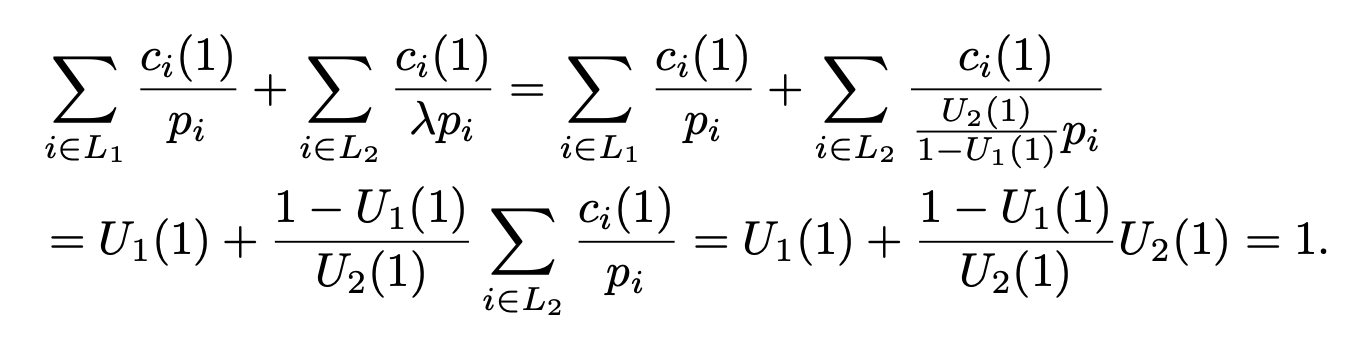 \sum_{i \in L_1} \frac{c_i(1)}{p_i} + \sum_{i \in L_2} \frac{c_i(1)}{\lambda p_i} = \sum_{i \in L_1} \frac{c_i(1)}{p_i} + \sum_{i \in L_2} \frac{c_i(1)}{\frac{U_2(1)}{1-U_1(1)} p_i}
= U_1(1) + \frac{1 - U_1(1)}{U_2(1)} \sum_{i \in L_2} \frac{c_i(1)}{p_i} = U_1(1) + \frac{1 - U_1(1)}{U_2(1)} U_2(1) = 1.